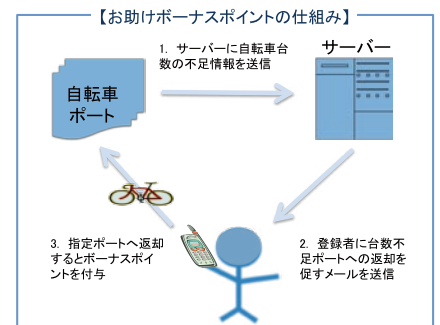 【お助けボーナスポイントの仕組み】
1. サーバーに自転車台
数の不足情報を送信
サーバー
自転車
ポート
3. 指定ポートへ返却
するとボーナスポイ
ントを付与
2. 登録者に台数不
足ポートへの返却を
促すメールを送信